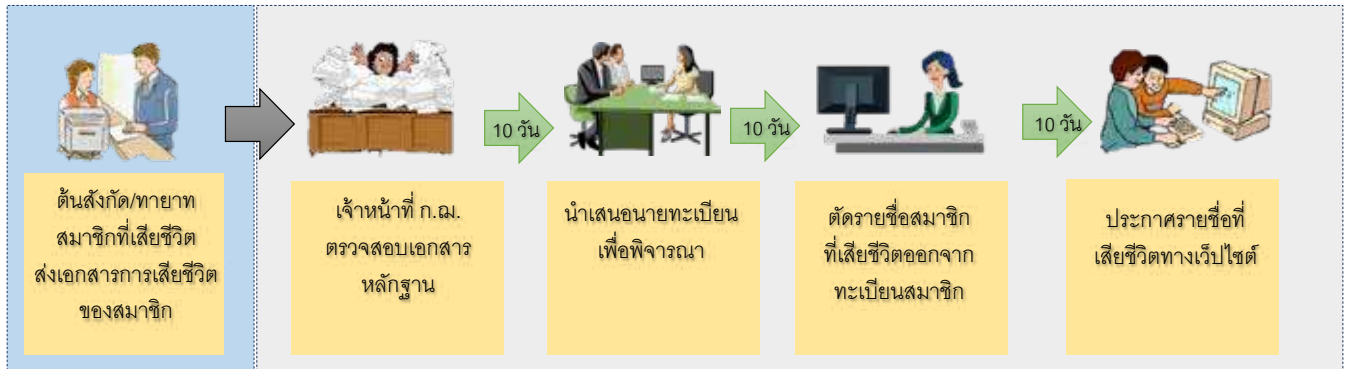 ต้นสังกัด/ทายาท
สมาชิกที่เสียชีวิต
ส่งเอกสารการเสียชีวิต
ของสมาชิก
เจ้าหน้าที่ ก.ฌ.
ตรวจสอบเอกสาร
หลักฐาน
10 วัน
นำเสนอนายทะเบียน
เพื่อพิจารณา
10 วัน
ตัดรายชื่อสมาชิก
ที่เสียชีวิตออกจาก
ทะเบียนสมาชิก
10 วัน
ประกาศรายชื่อที่
เสียชีวิตทางเว็ปไซต์